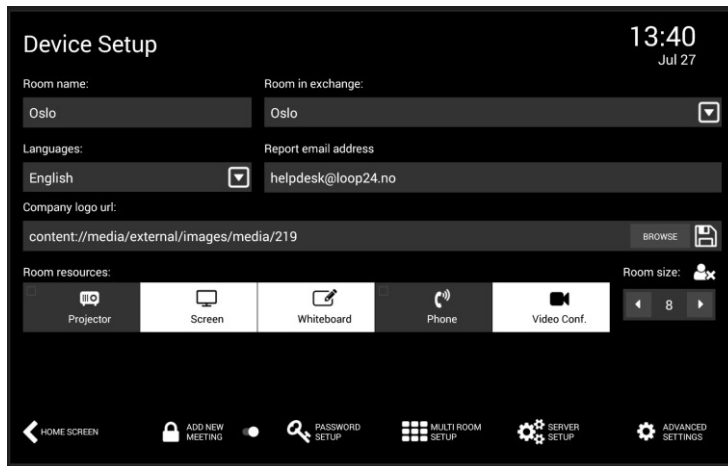 Device Setup
13:40
Jul 27
Room name:
Room in exchange:
Oslo
Oslo
Languages:
Report email address
English
helpdesk@loop24.no
Company logo url:
content://media/external/images/media/219
BROWSE
Room resources:
Room size:
Projector
Screen
Whiteboard
Phone
Video Conf.
8
HOME SCREEN
ADD NEW
MEETING
PASSWORD
SETUP
MULTI ROOM
SETUP
SERVER
SETUP
ADVANCED
SETTINGS